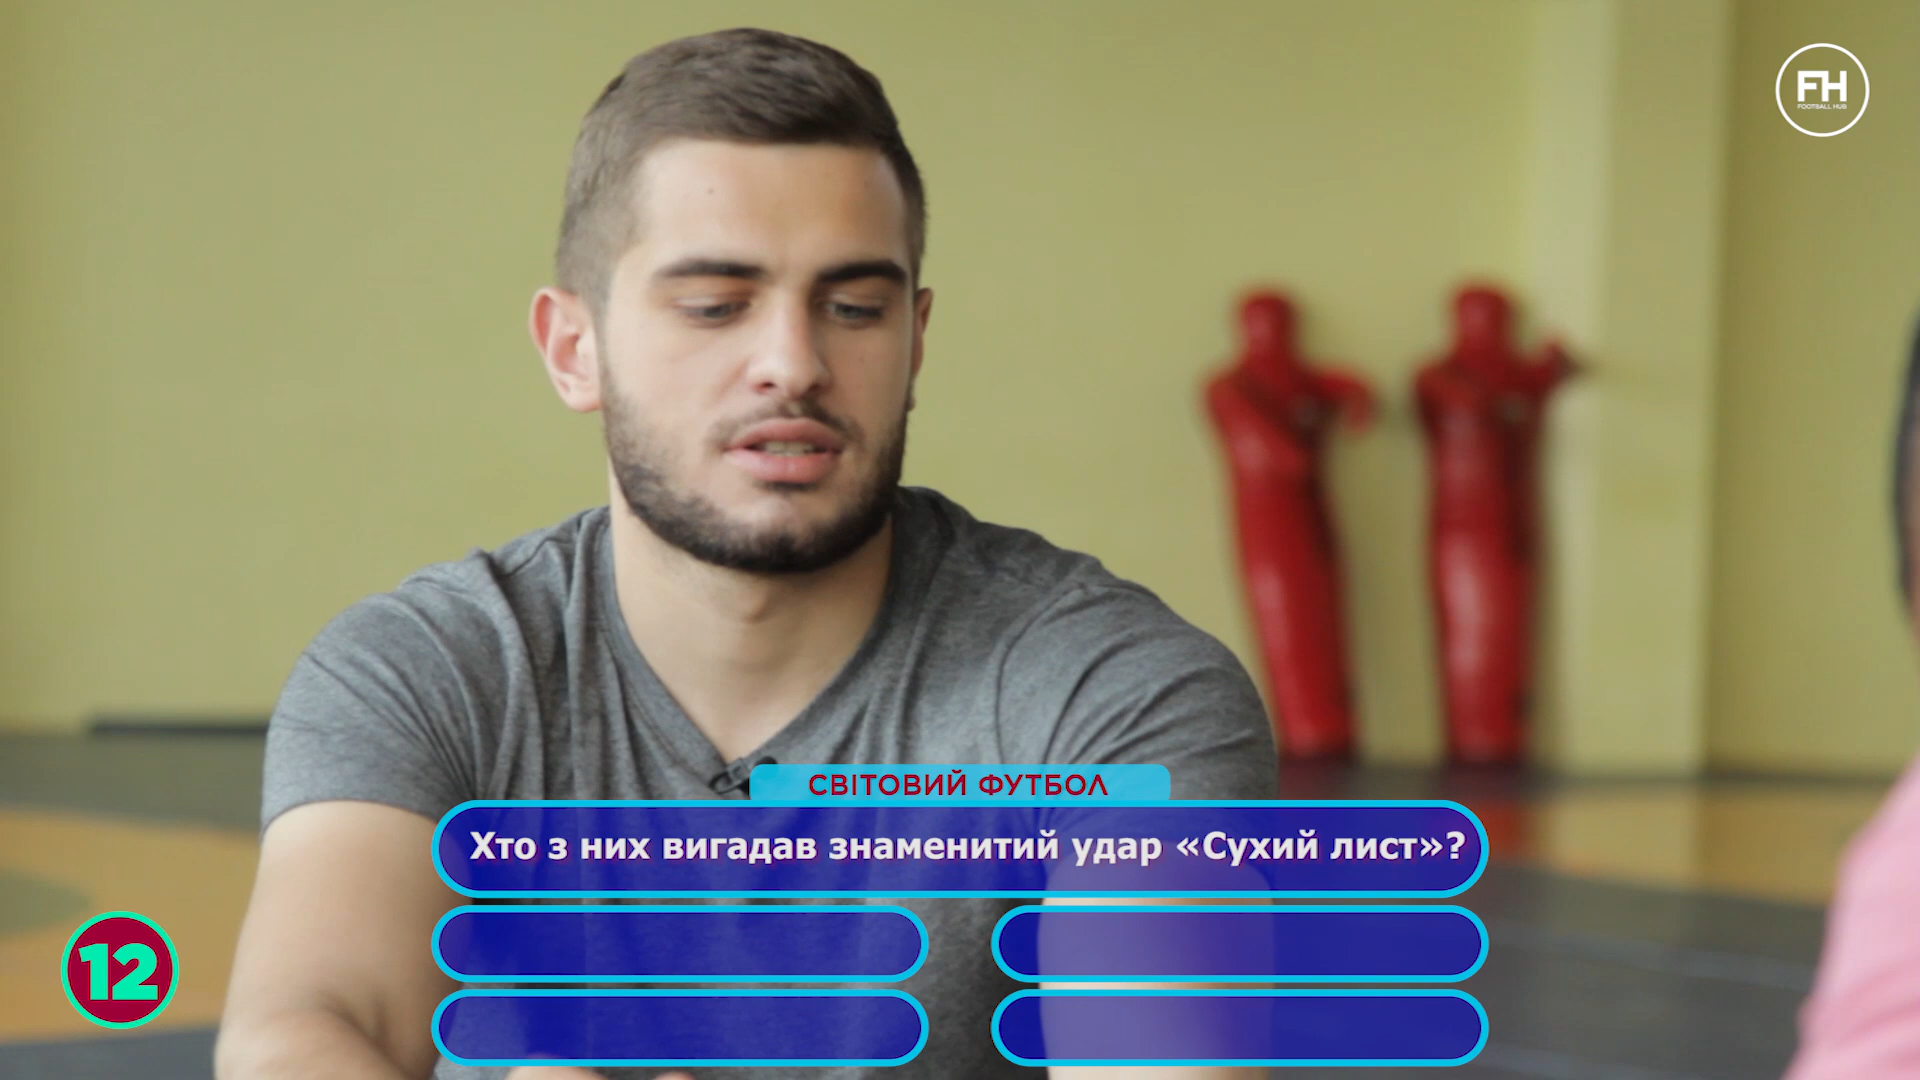 FH
FOOTBALL HUB
СВІТОВИЙ ФУТБОЛ
Хто з них вигадав знаменитий удар «Сухий лист»?
12